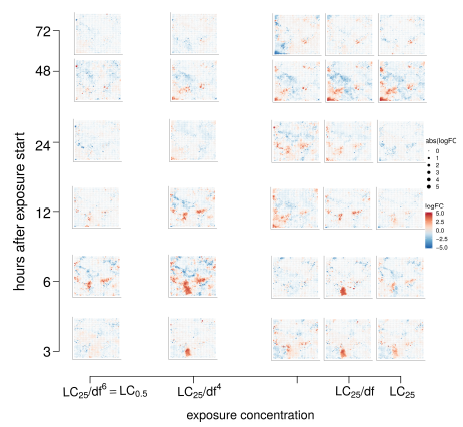 72
48
24
12
6
3
hours after exposure start
abs(logFC)
0
1
2
3
4
5
logFC
5.0
2.5
0.0
−2.5
−5.0
LC₂₅/df⁶ = LC₀.₅
LC₂₅/df⁴
LC₂₅/df
LC₂₅
exposure concentration